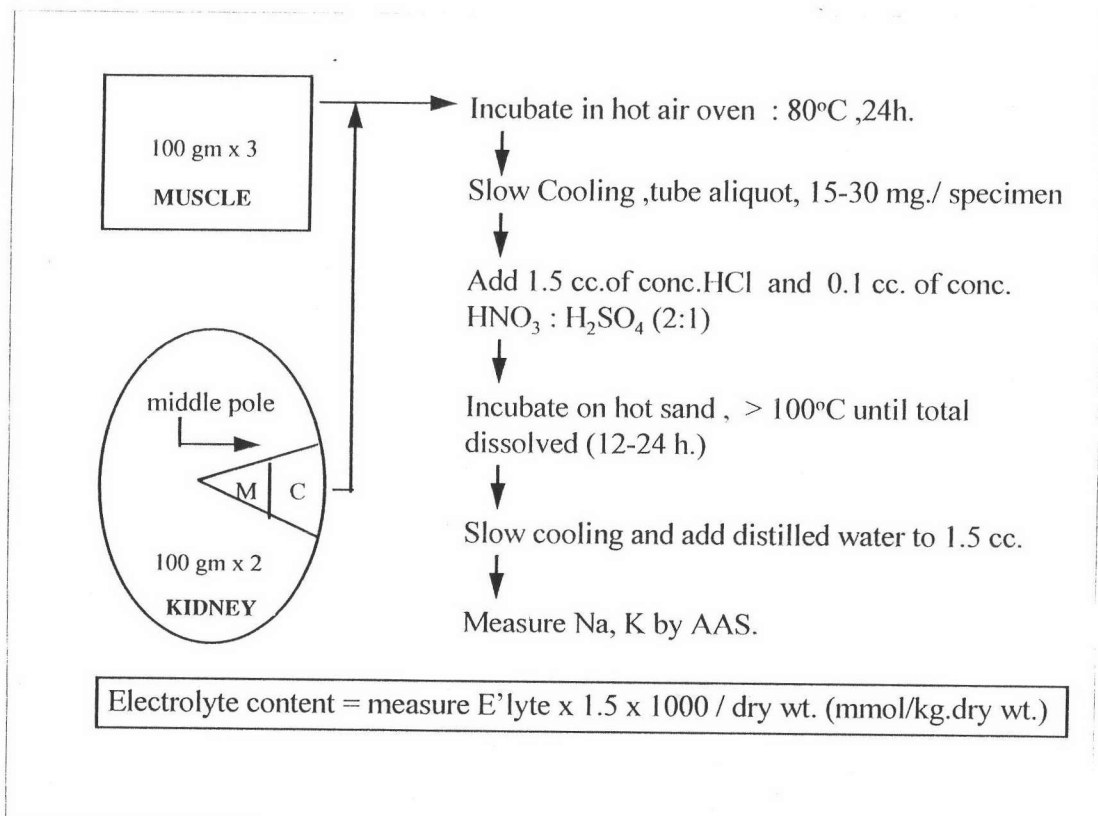 100 gm x 3
MUSCLE
middle pole
M
C
100 gm x 2
KIDNEY
Incubate in hot air oven : 80°C ,24h.
Slow Cooling ,tube aliquot, 15-30 mg./ specimen
Add 1.5 cc.of conc.HCl and 0.1 cc. of conc.
HNO₃ : H₂SO₄ (2:1)
Incubate on hot sand , > 100°C until total
dissolved (12-24 h.)
Slow cooling and add distilled water to 1.5 cc.
Measure Na, K by AAS.
Electrolyte content = measure E'lyte x 1.5 x 1000 / dry wt. (mmol/kg.dry wt.)